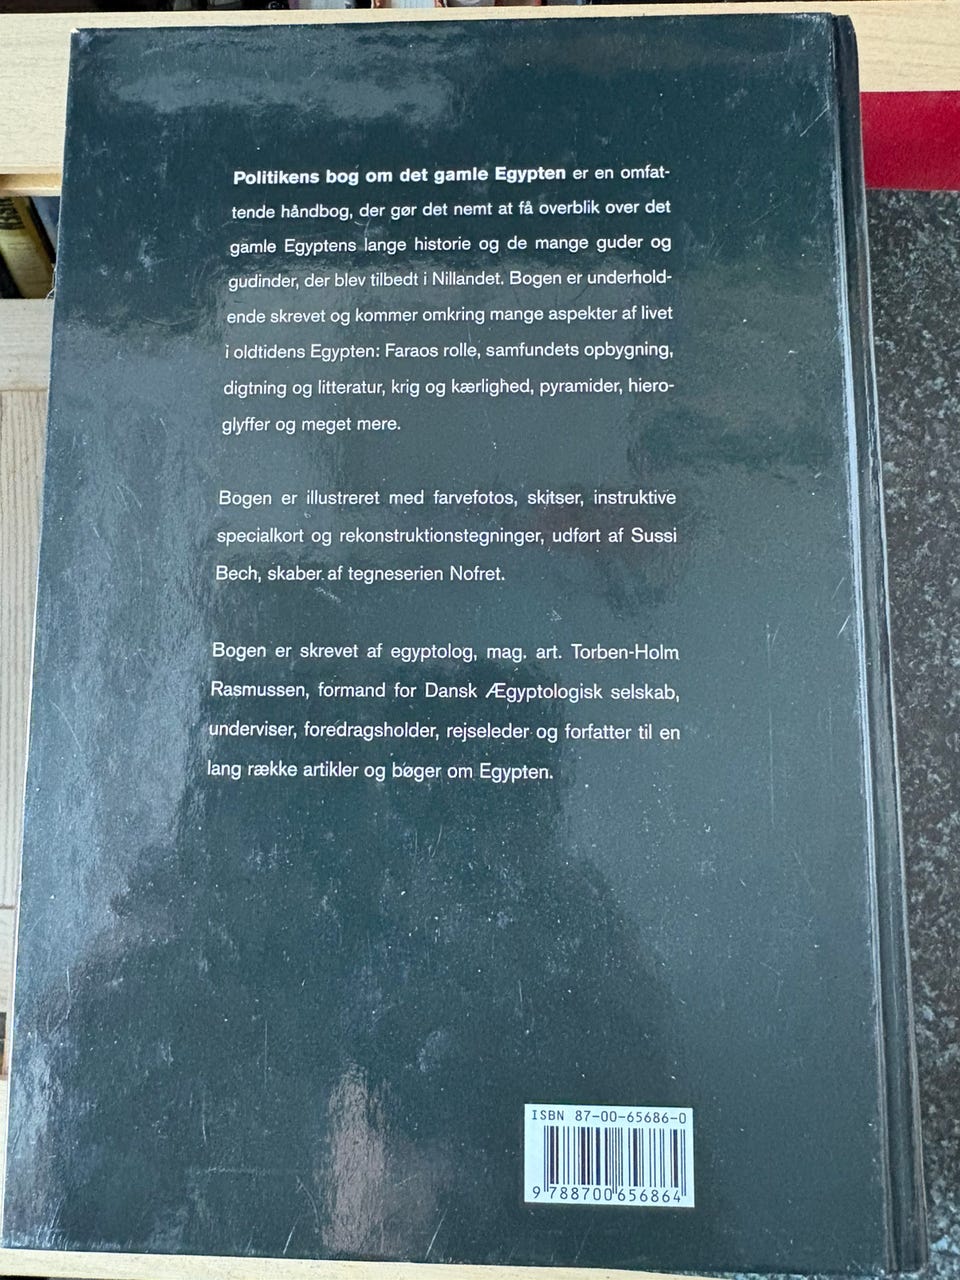 Politikens bog om det gamle Egypten er en omfat-
tende håndbog, der gør det nemt at få overblik over det
gamle Egyptens lange historie og de mange guder og
gudinder, der blev tilbedt i Nillandet. Bogen er underhold-
ende skrevet og kommer omkring mange aspekter af livet
i oldtidens Egypten: Faraos rolle, samfundets opbygning,
digtning og litteratur, krig og kærlighed, pyramider, hiero-
glyffer og meget mere.
Bogen er illustreret med farvefotos, skitser, instruktive
specialkort og rekonstruktionstegninger, udført af Sussi
Bech, skaber af tegneserien Nofret.
Bogen er skrevet af egyptolog, mag. art. Torben-Holm
Rasmussen, formand for Dansk Ægyptologisk selskab,
underviser, foredragsholder, rejseleder og forfatter til en
lang række artikler og bøger om Egypten.
ISBN 87-00-65686-0
9 788700 656864